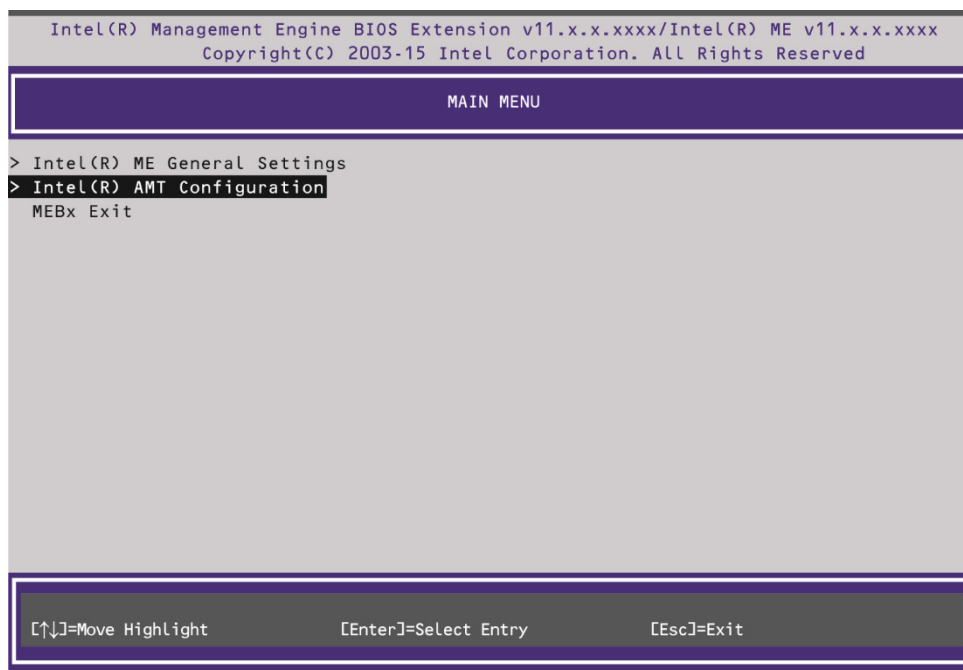 Intel(R) Management Engine BIOS Extension v11.x.x.xxxx/Intel(R) ME v11.x.x.xxxx
Copyright(C) 2003-15 Intel Corporation. All Rights Reserved
MAIN MENU
> Intel(R) ME General Settings
> Intel(R) AMT Configuration
MEBx Exit
[↑↓]=Move Highlight [Enter]=Select Entry [Esc]=Exit